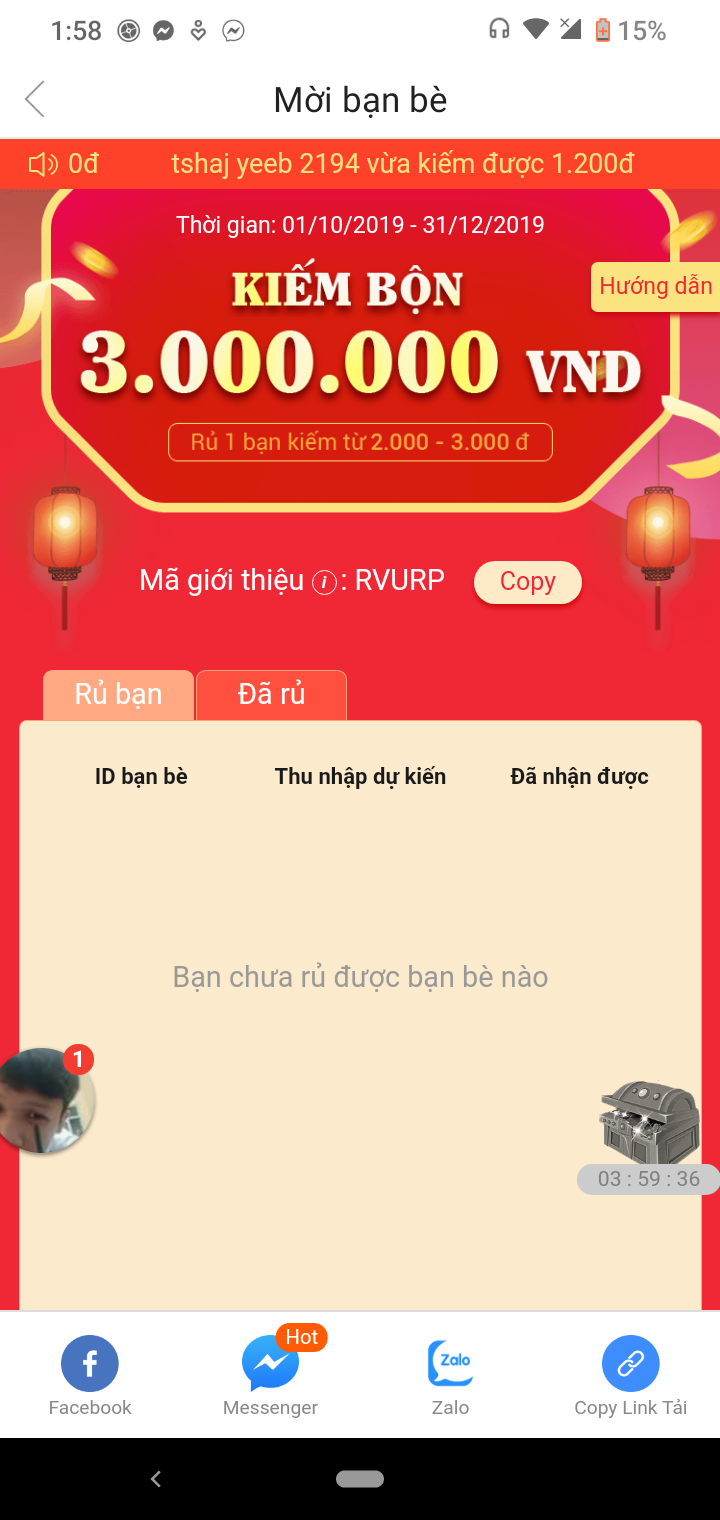 1:58
15%
Mời bạn bè
0đ tshaj yeeb 2194 vừa kiếm được 1.200đ
Thời gian: 01/10/2019 - 31/12/2019
KIẾM BỘN
Hướng dẫn
3.000.000 VND
Rủ 1 bạn kiếm từ 2.000 - 3.000 đ
Mã giới thiệu i : RVURP Copy
Rủ bạn Đã rủ
ID bạn bè Thu nhập dự kiến Đã nhận được
Bạn chưa rủ được bạn bè nào
1
03 : 59 : 36
Hot
Zalo
Facebook Messenger Zalo Copy Link Tải